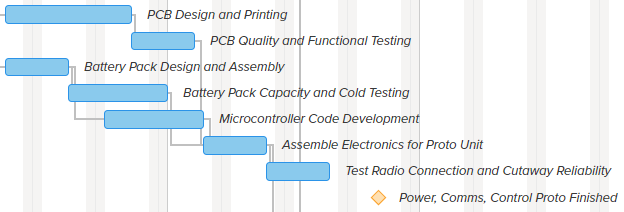 PCB Design and Printing
PCB Quality and Functional Testing
Battery Pack Design and Assembly
Battery Pack Capacity and Cold Testing
Microcontroller Code Development
Assemble Electronics for Proto Unit
Test Radio Connection and Cutaway Reliability
Power, Comms, Control Proto Finished